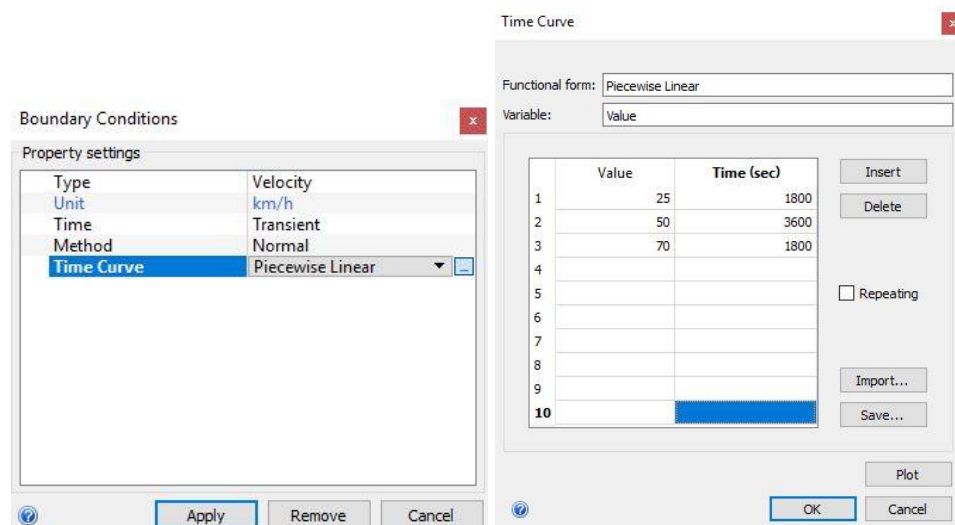 Boundary Conditions
Property settings
Type Velocity
Unit km/h
Time Transient
Method Normal
Time Curve Piecewise Linear ...
Apply Remove Cancel
Time Curve
Functional form: Piecewise Linear
Variable: Value
Value Time (sec)
1 25 1800
2 50 3600
3 70 1800
4
5
6
7
8
9
10
Insert
Delete
Repeating
Import...
Save...
Plot
OK Cancel